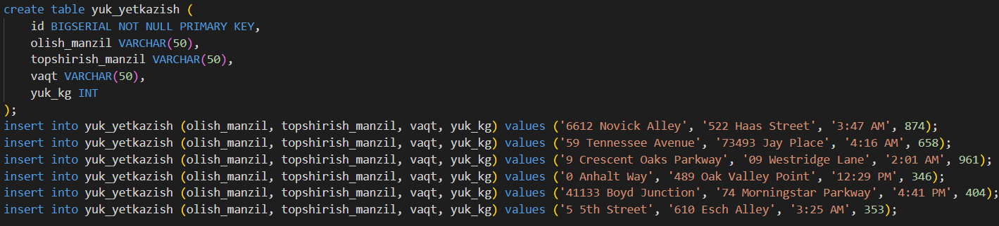 create table yuk_yetkazish (
    id BIGSERIAL NOT NULL PRIMARY KEY,
    olish_manzil VARCHAR(50),
    topshirish_manzil VARCHAR(50),
    vaqt VARCHAR(50),
    yuk_kg INT
);
insert into yuk_yetkazish (olish_manzil, topshirish_manzil, vaqt, yuk_kg) values ('6612 Novick Alley', '522 Haas Street', '3:47 AM', 874);
insert into yuk_yetkazish (olish_manzil, topshirish_manzil, vaqt, yuk_kg) values ('59 Tennessee Avenue', '73493 Jay Place', '4:16 AM', 658);
insert into yuk_yetkazish (olish_manzil, topshirish_manzil, vaqt, yuk_kg) values ('9 Crescent Oaks Parkway', '09 Westridge Lane', '2:01 AM', 961);
insert into yuk_yetkazish (olish_manzil, topshirish_manzil, vaqt, yuk_kg) values ('0 Anhalt Way', '489 Oak Valley Point', '12:29 PM', 346);
insert into yuk_yetkazish (olish_manzil, topshirish_manzil, vaqt, yuk_kg) values ('41133 Boyd Junction', '74 Morningstar Parkway', '4:41 PM', 404);
insert into yuk_yetkazish (olish_manzil, topshirish_manzil, vaqt, yuk_kg) values ('5 5th Street', '610 Esch Alley', '3:25 AM', 353);